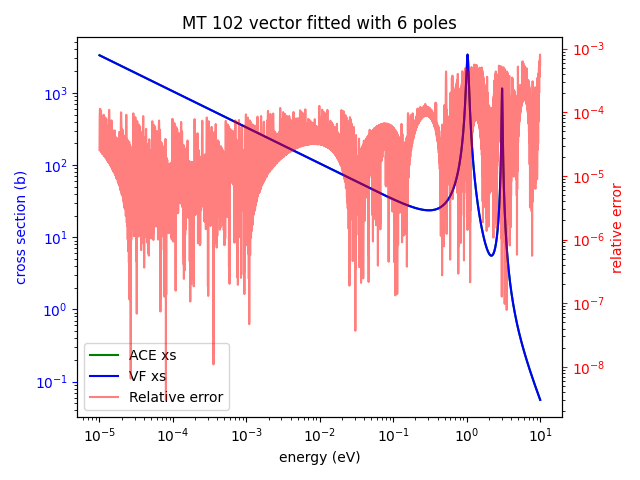 MT 102 vector fitted with 6 poles
cross section (b)
10³
10²
10¹
10⁰
10⁻¹
10⁻³
10⁻⁴
10⁻⁵
10⁻⁶
10⁻⁷
10⁻⁸
relative error
ACE xs
VF xs
Relative error
10⁻⁵ 10⁻⁴ 10⁻³ 10⁻² 10⁻¹ 10⁰ 10¹
energy (eV)